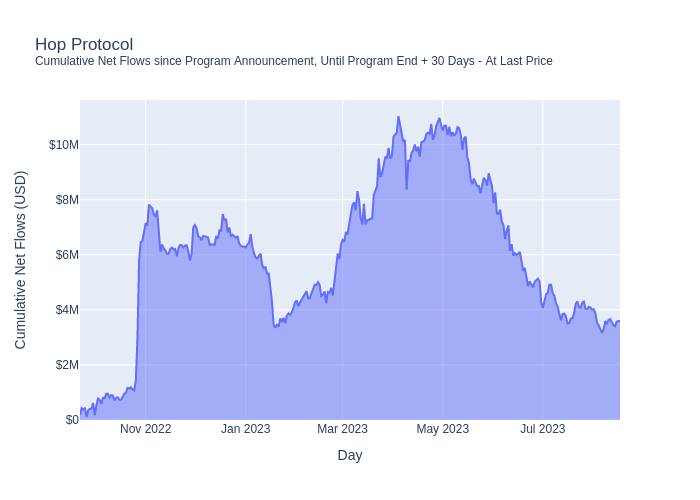 Hop Protocol
Cumulative Net Flows since Program Announcement, Until Program End + 30 Days - At Last Price
Cumulative Net Flows (USD)
$10M
$8M
$6M
$4M
$2M
$0
Nov 2022
Jan 2023
Mar 2023
May 2023
Jul 2023
Day